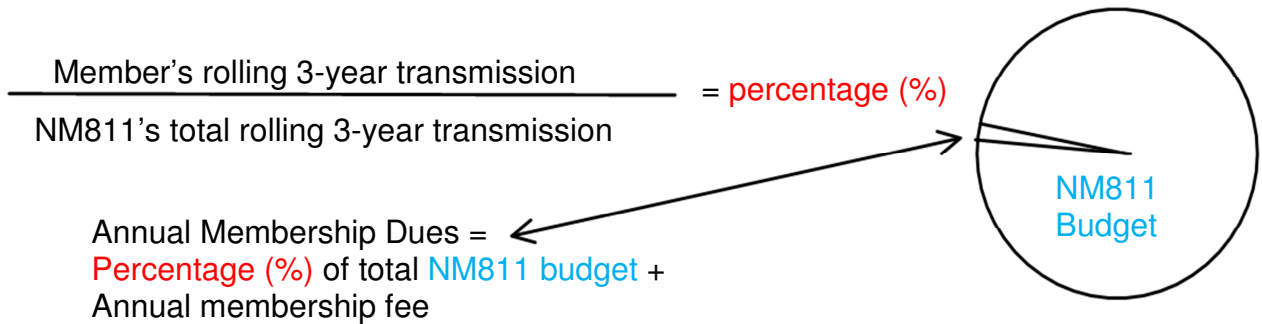 Member's rolling 3-year transmission
= percentage (%)
NM811's total rolling 3-year transmission
NM811
Budget
Annual Membership Dues =
Percentage (%) of total NM811 budget +
Annual membership fee